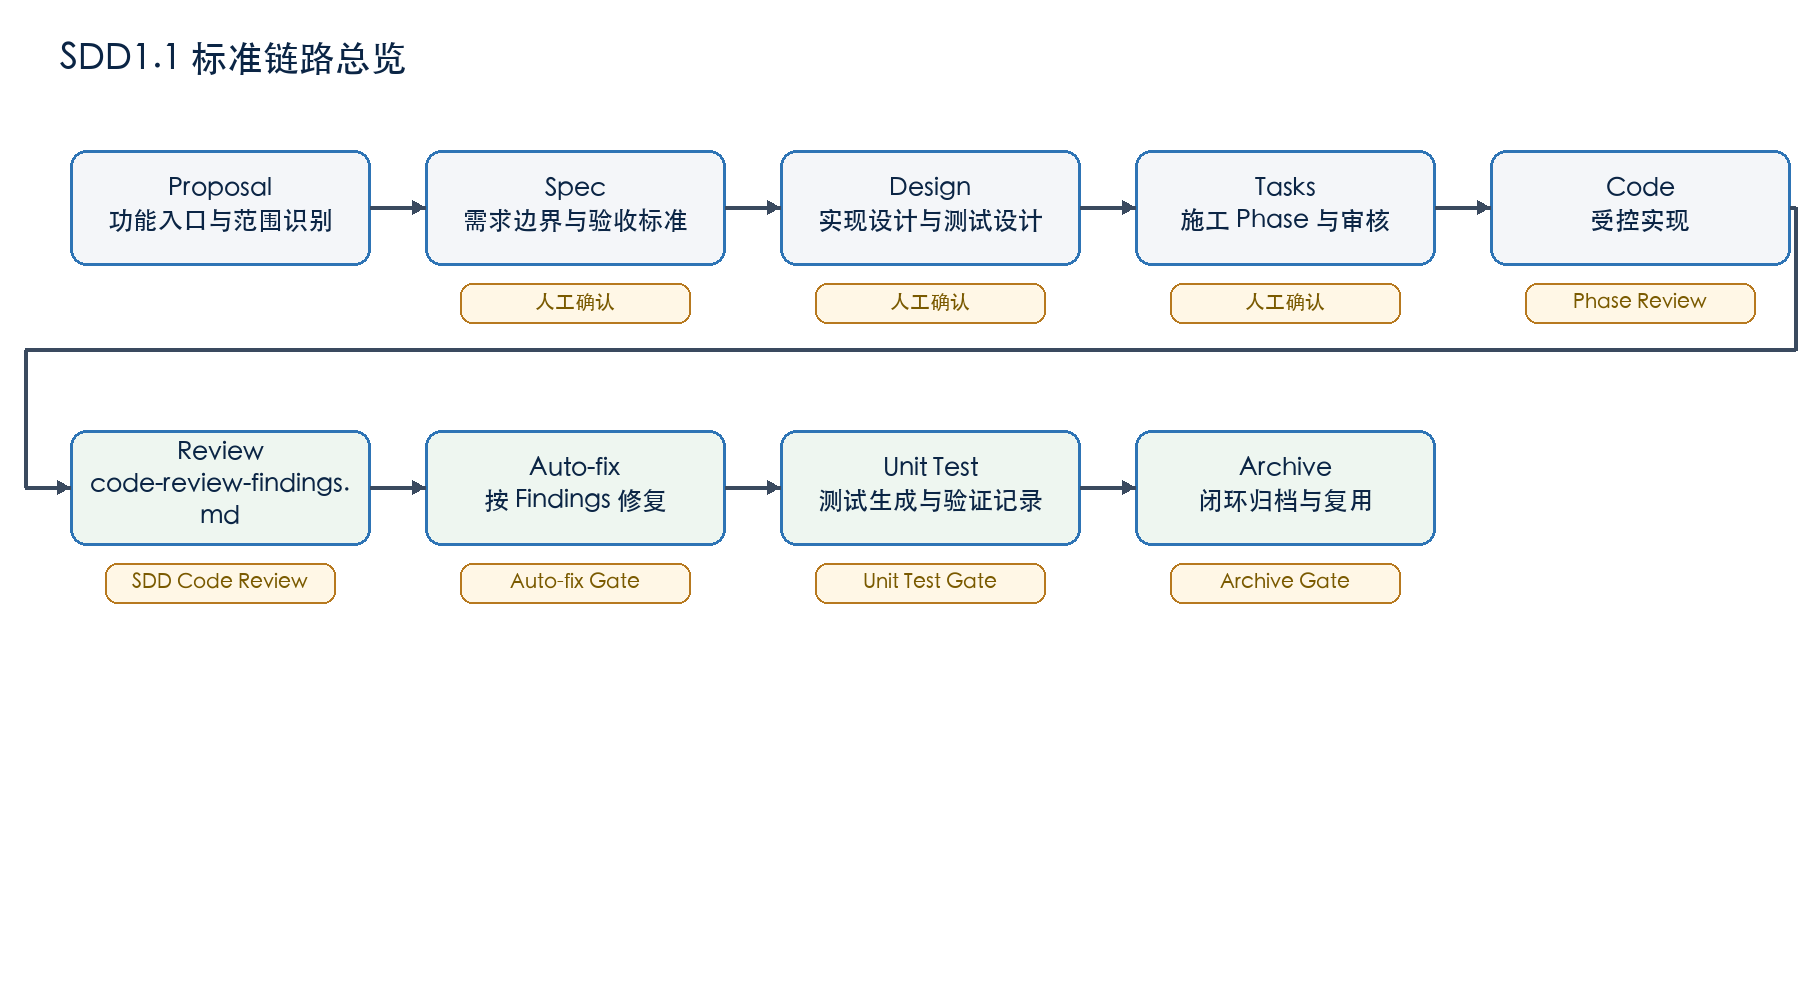 SDD1.1 标准链路总览
Proposal
功能入口与范围识别
Spec
需求边界与验收标准
Design
实现设计与测试设计
Tasks
施工 Phase 与审核
Code
受控实现
人工确认
人工确认
人工确认
Phase Review
Review
code-review-findings.
md
Auto-fix
按 Findings 修复
Unit Test
测试生成与验证记录
Archive
闭环归档与复用
SDD Code Review
Auto-fix Gate
Unit Test Gate
Archive Gate